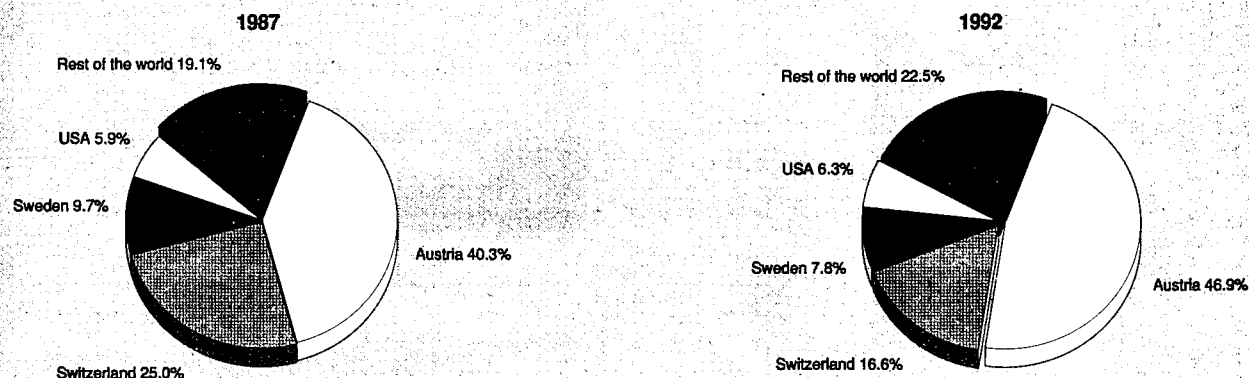 1987
Rest of the world 19.1%
USA 5.9%
Sweden 9.7%
Austria 40.3%
Switzerland 25.0%
1992
Rest of the world 22.5%
USA 6.3%
Sweden 7.8%
Austria 46.9%
Switzerland 16.6%